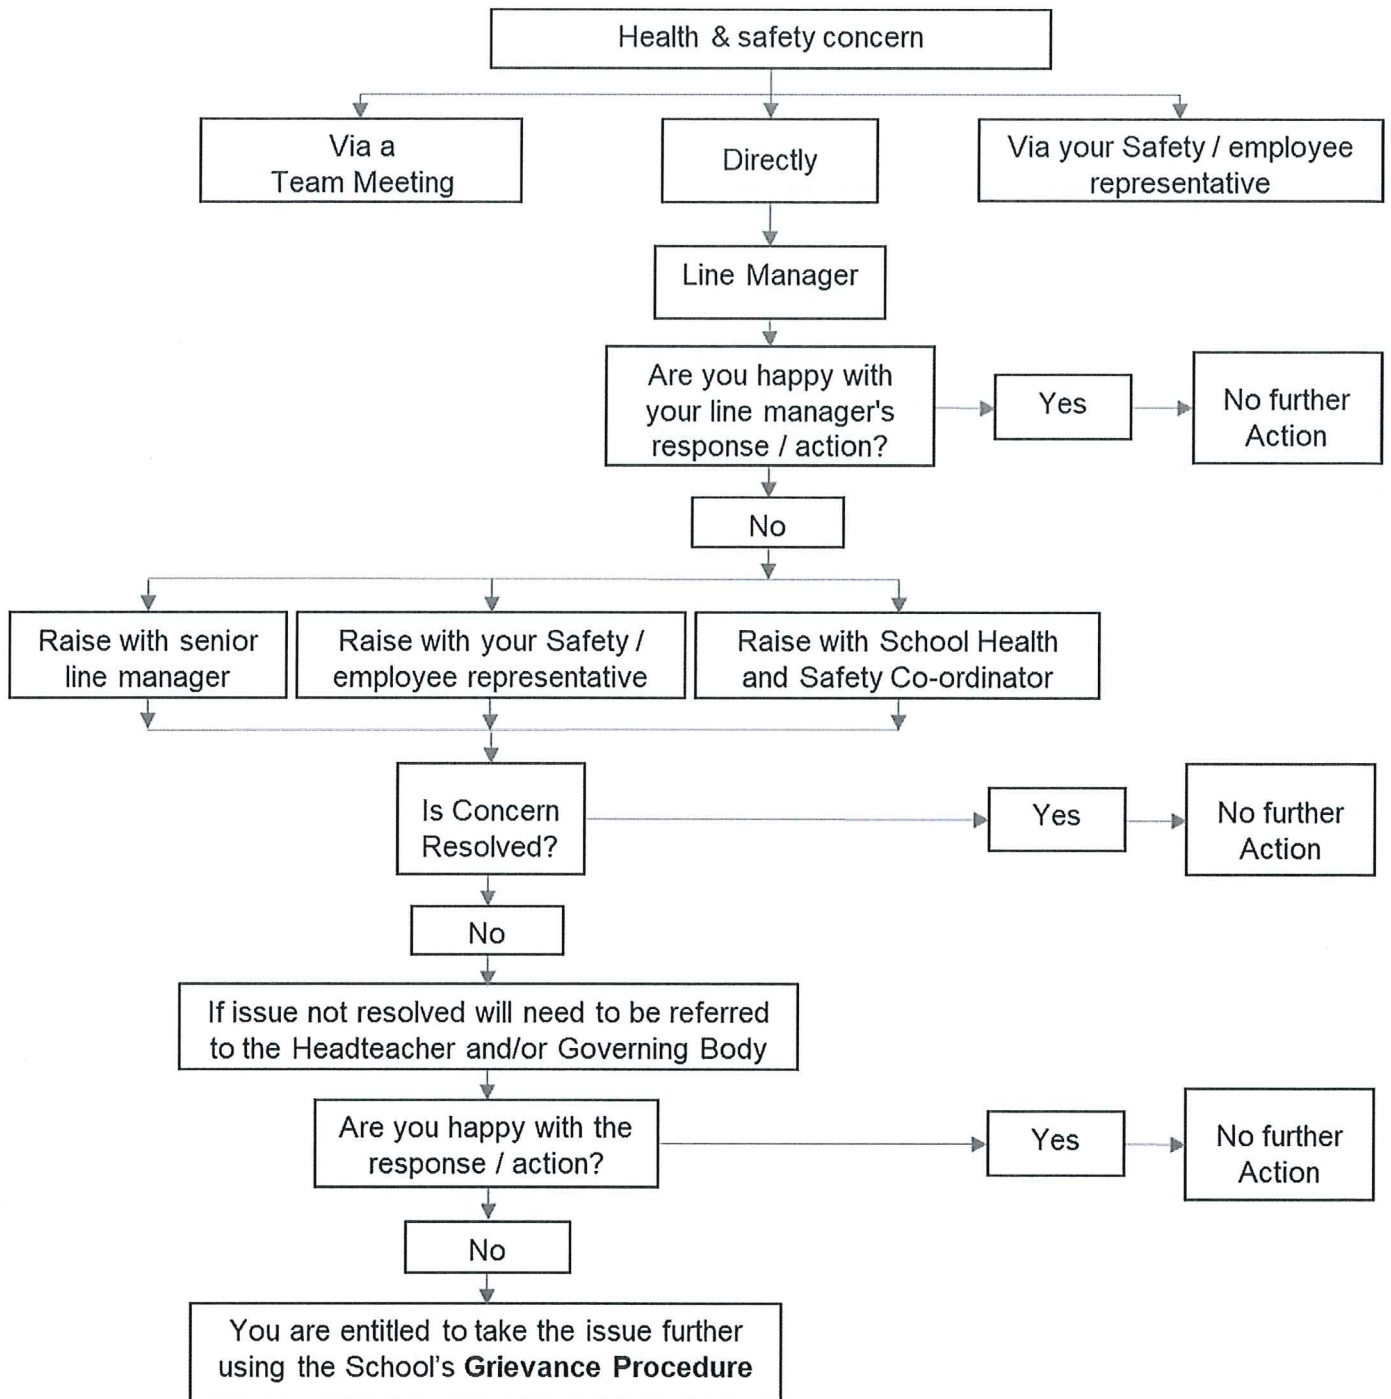 Health & safety concern
Via a
Team Meeting
Directly
Via your Safety / employee
representative
Line Manager
Are you happy with
your line manager's
response / action?
Yes
No further
Action
No
Raise with senior
line manager
Raise with your Safety /
employee representative
Raise with School Health
and Safety Co-ordinator
Is Concern
Resolved?
Yes
No further
Action
No
If issue not resolved will need to be referred
to the Headteacher and/or Governing Body
Are you happy with the
response / action?
Yes
No further
Action
No
You are entitled to take the issue further
using the School's Grievance Procedure